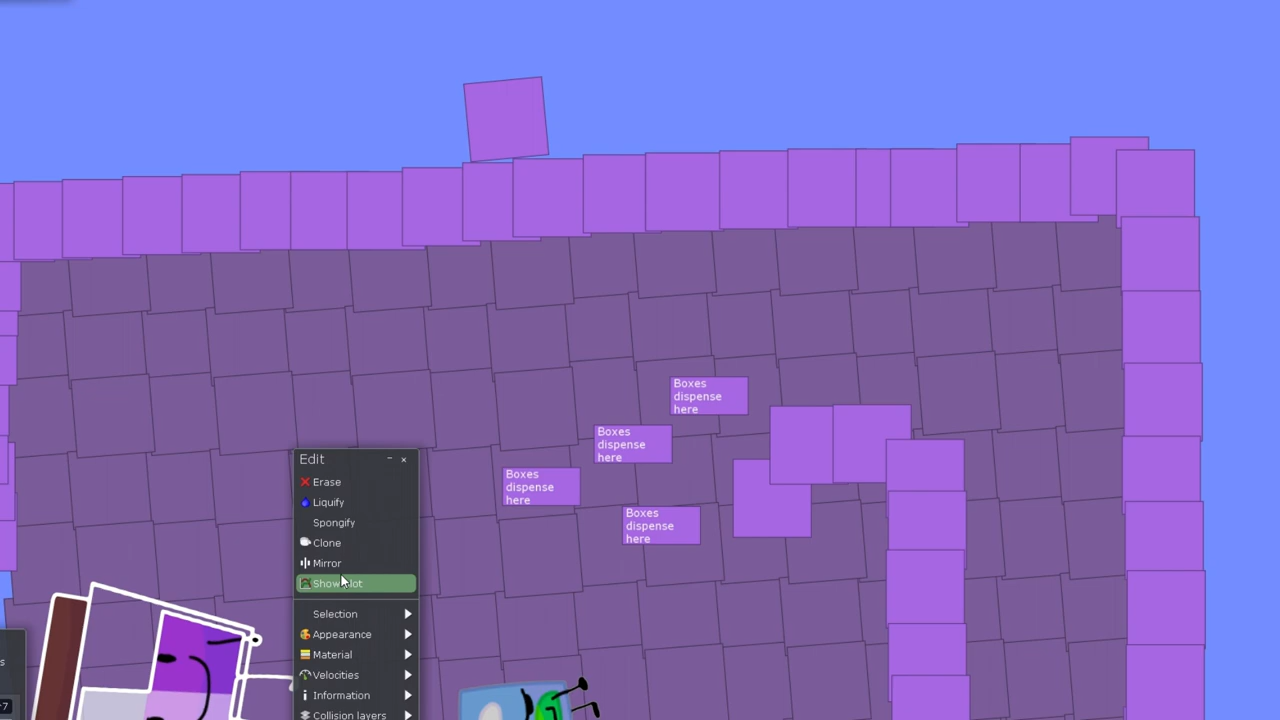 Boxes
dispense
here
Boxes
dispense
here
Boxes
dispense
here
Boxes
dispense
here
Edit
Erase
Liquify
Spongify
Clone
Mirror
Selection
Appearance
Material
Velocities
Information
Collision layers
s